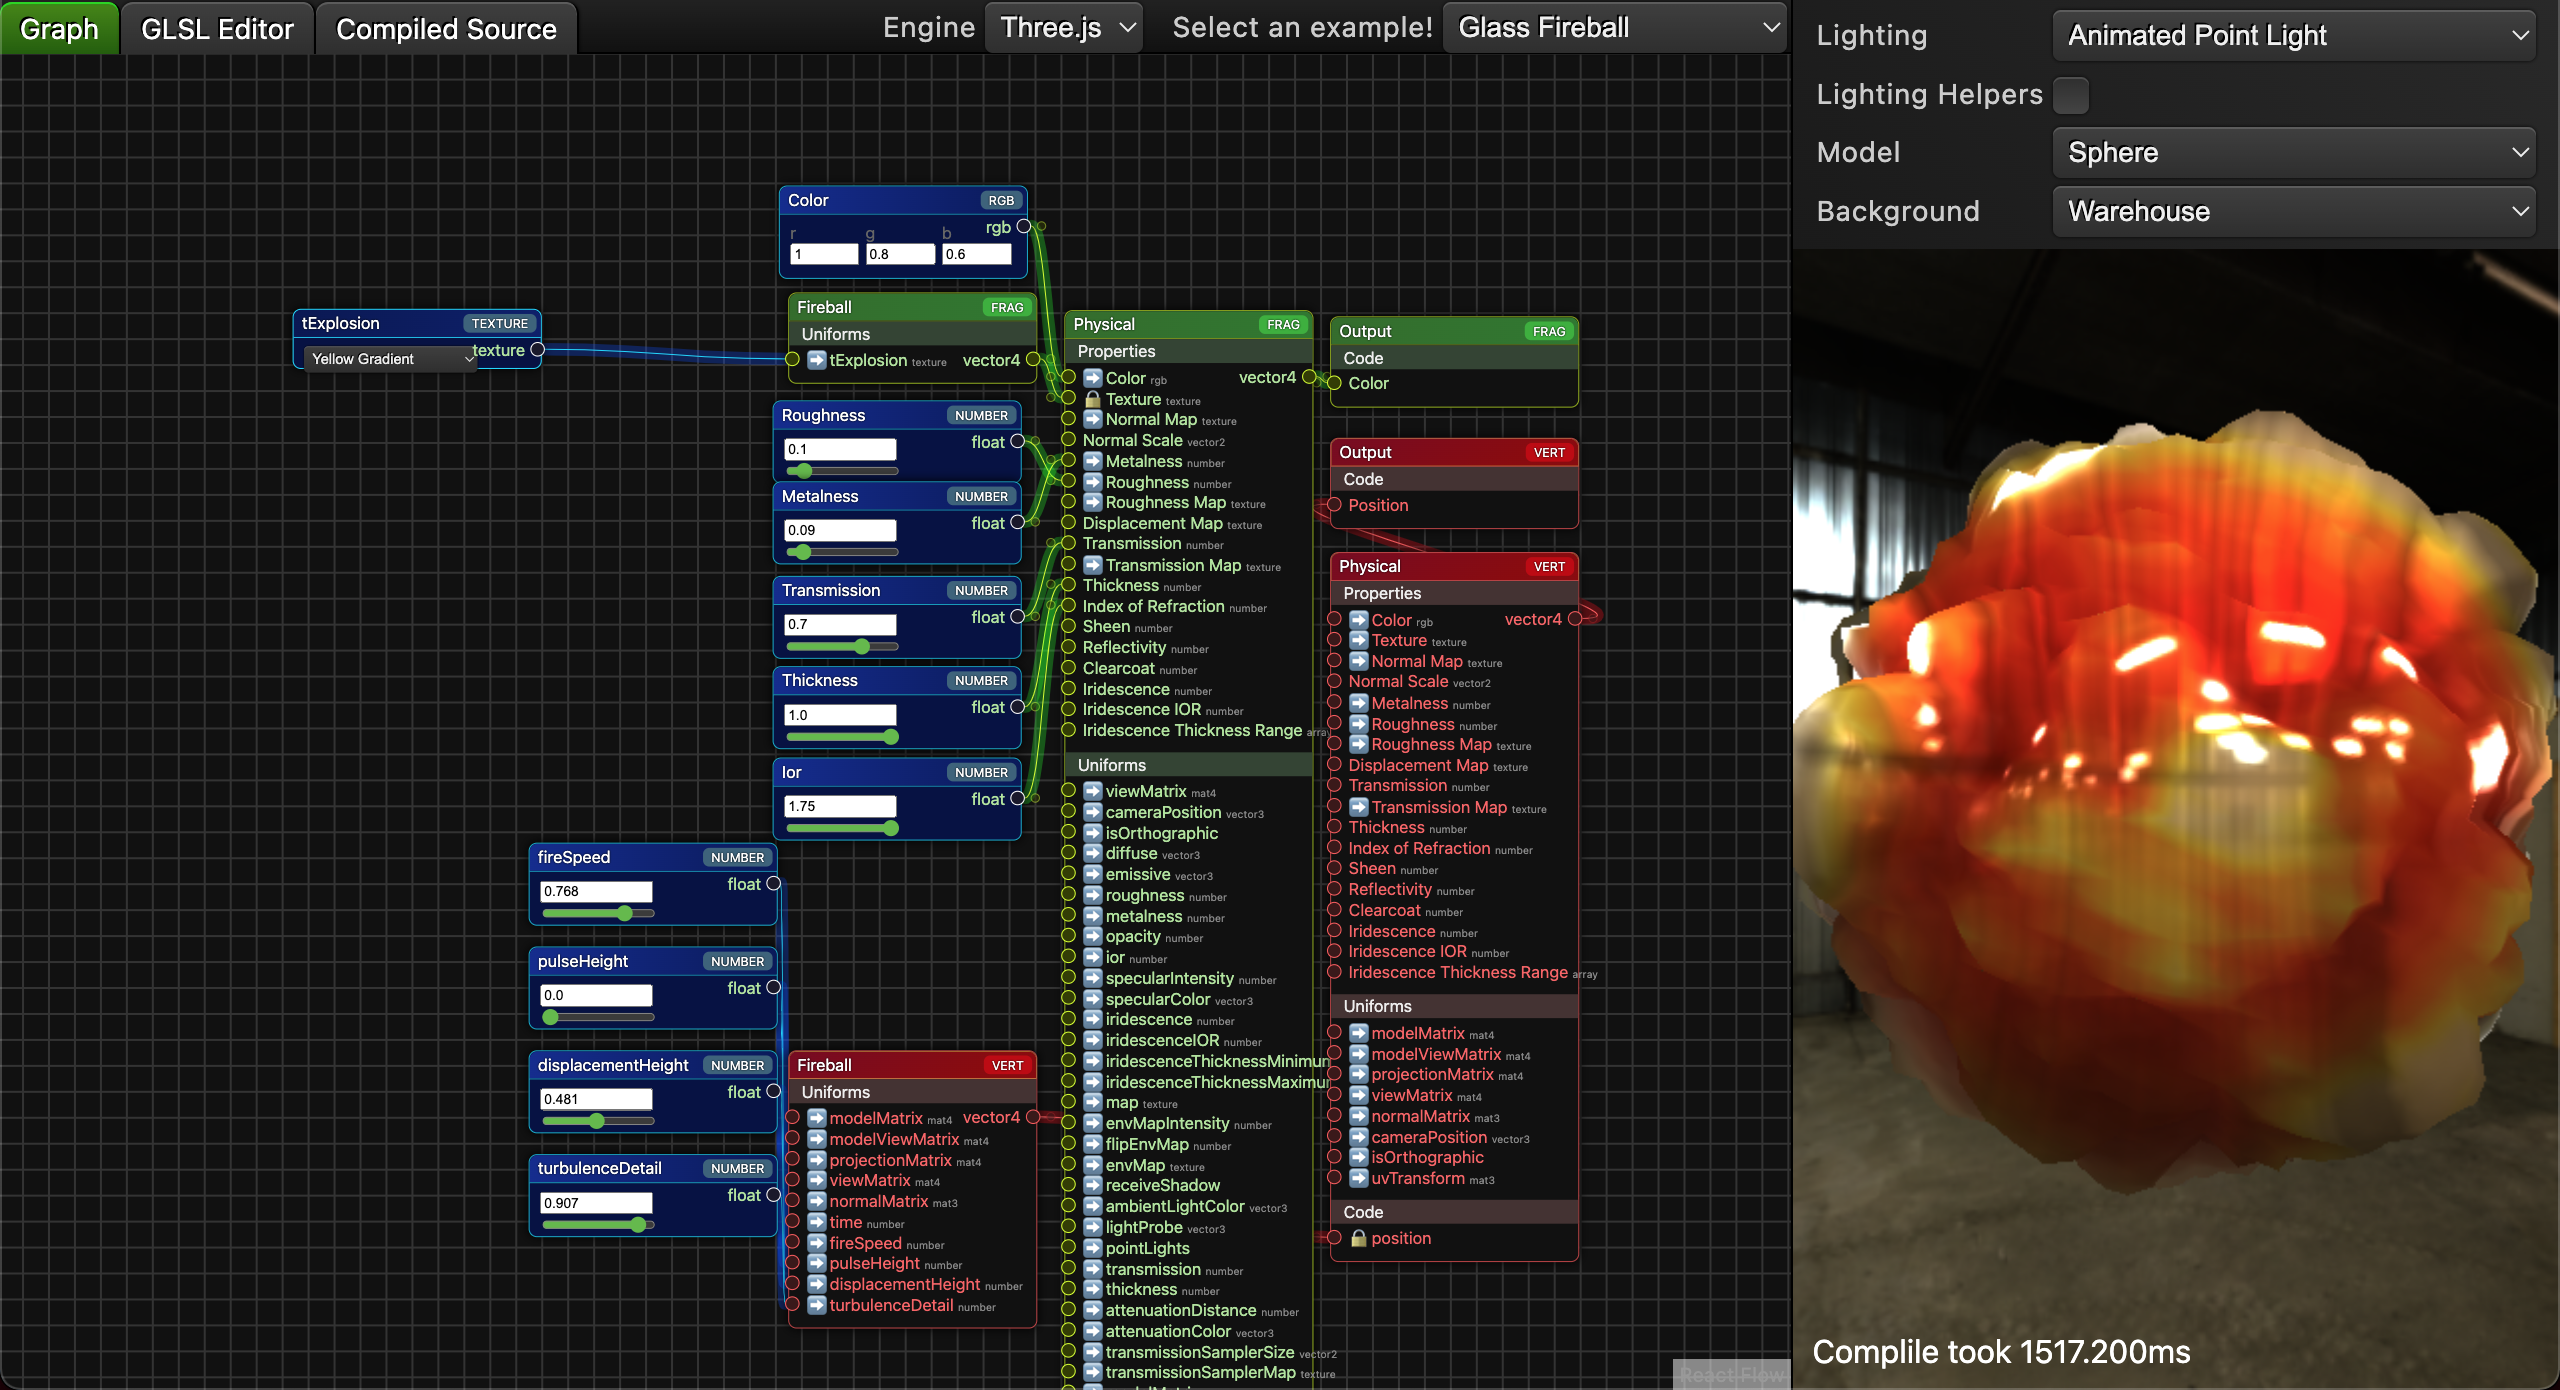 Graph
GLSL Editor
Compiled Source
Engine
Three.js
Select an example!
Glass Fireball
Lighting
Animated Point Light
Lighting Helpers
Model
Sphere
Background
Warehouse
Color RGB
rgb
r g b
1 0.8 0.6
tExplosion TEXTURE
Yellow Gradient
texture
Fireball FRAG
Uniforms
tExplosion texture vector4
Roughness NUMBER
float
0.1
Metalness NUMBER
float
0.09
Transmission NUMBER
float
0.7
Thickness NUMBER
float
1.0
Ior NUMBER
float
1.75
fireSpeed NUMBER
float
0.768
pulseHeight NUMBER
float
0.0
displacementHeight NUMBER
float
0.481
turbulenceDetail NUMBER
float
0.907
Fireball VERT
Uniforms
modelMatrix mat4 vector4
modelViewMatrix mat4
projectionMatrix mat4
viewMatrix mat4
normalMatrix mat3
time number
fireSpeed number
pulseHeight number
displacementHeight number
turbulenceDetail number
Physical FRAG
Properties
Color rgb vector4
Texture texture
Normal Map texture
Normal Scale vector2
Metalness number
Roughness number
Roughness Map texture
Displacement Map texture
Transmission number
Transmission Map texture
Thickness number
Index of Refraction number
Sheen number
Reflectivity number
Clearcoat number
Iridescence number
Iridescence IOR number
Iridescence Thickness Range
Uniforms
viewMatrix mat4
cameraPosition vector3
isOrthographic
diffuse vector3
emissive vector3
roughness number
metalness number
opacity number
ior number
specularIntensity number
specularColor vector3
iridescence number
iridescenceIOR number
iridescenceThicknessMinimum
iridescenceThicknessMaximum
map texture
envMapIntensity number
flipEnvMap number
envMap texture
receiveShadow
ambientLightColor vector3
lightProbe vector3
pointLights
transmission number
thickness number
attenuationDistance number
attenuationColor vector3
transmissionSamplerSize vector2
transmissionSamplerMap texture
Output FRAG
Code
Color
Output VERT
Code
Position
Physical VERT
Properties
Color rgb vector4
Texture texture
Normal Map texture
Normal Scale vector2
Metalness number
Roughness number
Roughness Map texture
Displacement Map texture
Transmission number
Transmission Map texture
Thickness number
Index of Refraction number
Sheen number
Reflectivity number
Clearcoat number
Iridescence number
Iridescence IOR number
Iridescence Thickness Range array
Uniforms
modelMatrix mat4
modelViewMatrix mat4
projectionMatrix mat4
viewMatrix mat4
normalMatrix mat3
cameraPosition vector3
isOrthographic
uvTransform mat3
Code
position
React Flow
Complile took 1517.200ms